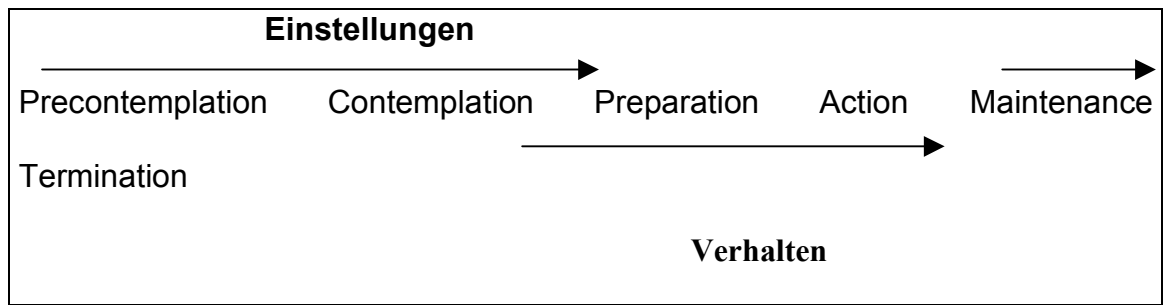 Einstellungen
Precontemplation Contemplation Preparation Action Maintenance
Termination
Verhalten